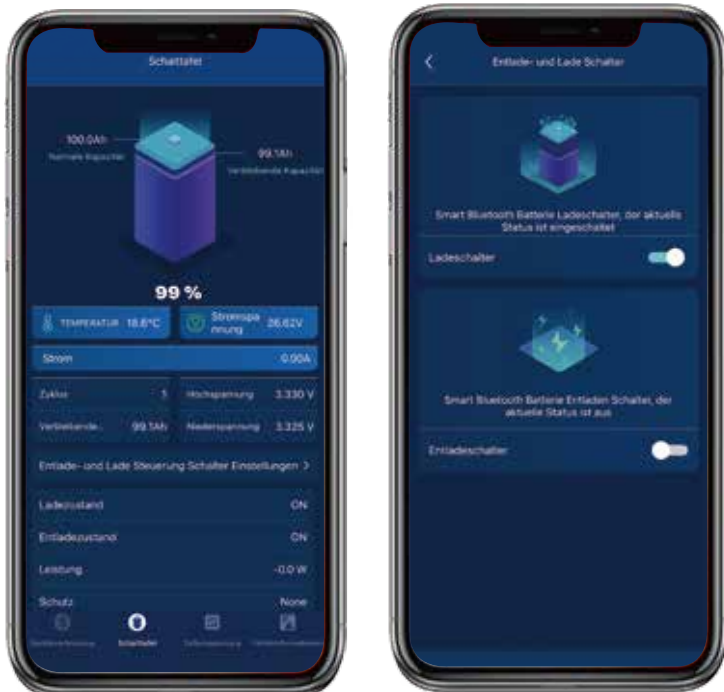 Schalttafel
100.0Ah
Normale Kapazität
99.1Ah
Verbleibende Kapazität
99 %
TEMPERATUR 18.6°C
Stromspa
nnung
26.62V
Strom 0.00A
Zyklus 1
Hochspannung 3.330 V
Verbleibende... 99.1Ah
Niederspannung 3.325 V
Entlade- und Lade Steuerung Schalter Einstellungen >
Ladezustand ON
Entladezustand ON
Leistung -0.0 W
Schutz None
Schalttafel
Entlade- und Lade Schalter
Smart Bluetooth Batterie Ladeschalter, der aktuelle
Status ist eingeschaltet
Ladeschalter
Smart Bluetooth Batterie Entladen Schalter, der
aktuelle Status ist aus
Entladeschalter